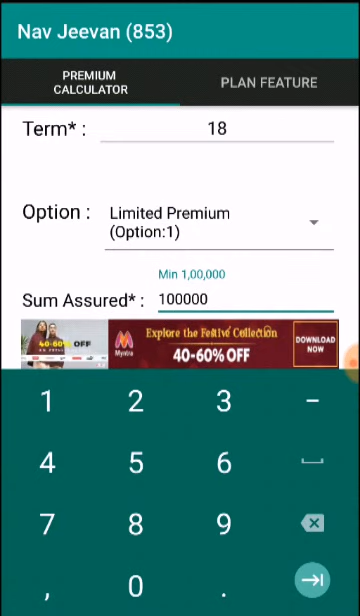 Nav Jeevan (853)
PREMIUM
CALCULATOR
PLAN FEATURE
Term* : 18
Option : Limited Premium
(Option:1)
Min 1,00,000
Sum Assured* : 100000
40-60% OFF
Myntra
Explore the Festive Collection
40-60% OFF
DOWNLOAD
NOW
1 2 3 –
4 5 6
7 8 9
, 0 .